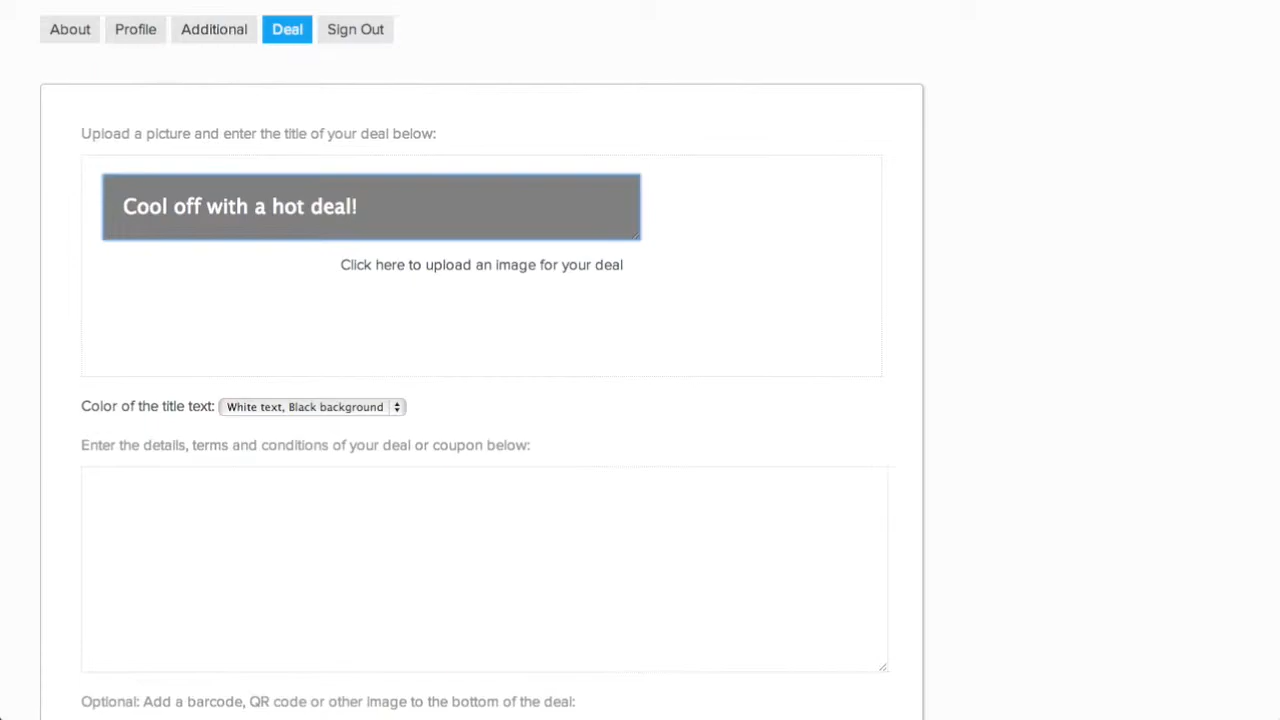 About Profile Additional Deal Sign Out
Upload a picture and enter the title of your deal below:
Cool off with a hot deal!
Click here to upload an image for your deal
Color of the title text: White text, Black background
Enter the details, terms and conditions of your deal or coupon below:
Optional: Add a barcode, QR code or other image to the bottom of the deal: